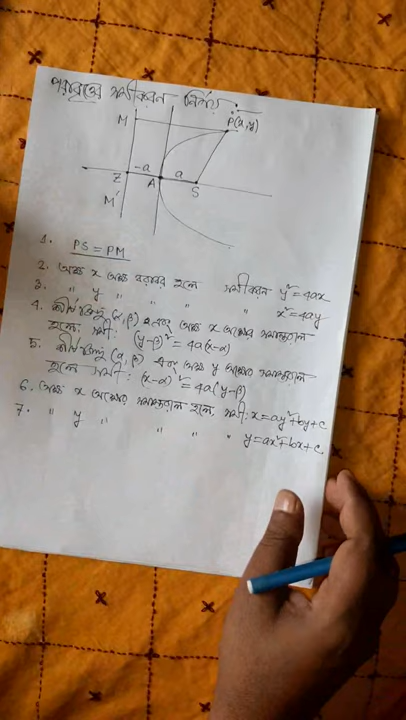 পরাবৃত্তের সমীকরণ নির্ণয় :
M P(x,y)
-a a
Z A S
M'
1. PS = PM
2. অক্ষ x অক্ষ বরাবর হলে সমীকরণ y² = 4ax
3. " y " " " " x² = 4ay
4. শীর্ষ বিন্দু (α, β) এবং অক্ষ x অক্ষের সমান্তরাল
হলে সমী: (y-β)² = 4a(x-α)
5. শীর্ষ বিন্দু (α, β) এবং অক্ষ y অক্ষের সমান্তরাল
হলে সমী: (x-α)² = 4a(y-β)
6. অক্ষ x অক্ষের সমান্তরাল হলে, সমী: x = ay²+by+c
7. " y " " " " y = ax²+bx+c